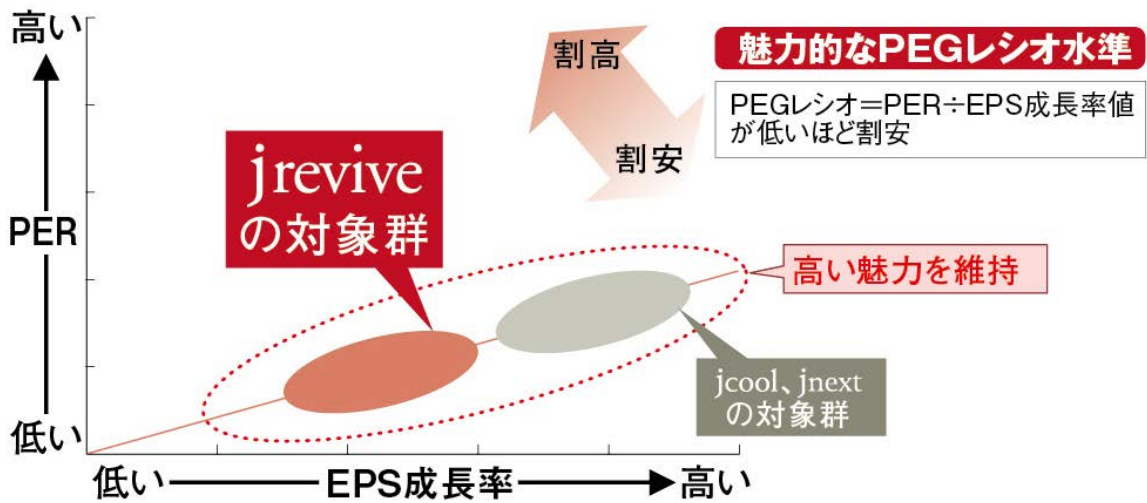 高い
PER
低い
低い
EPS成長率
高い
割高
割安
魅力的なPEGレシオ水準
PEGレシオ=PER÷EPS成長率値
が低いほど割安
jrevive
の対象群
高い魅力を維持
jcool、jnext
の対象群